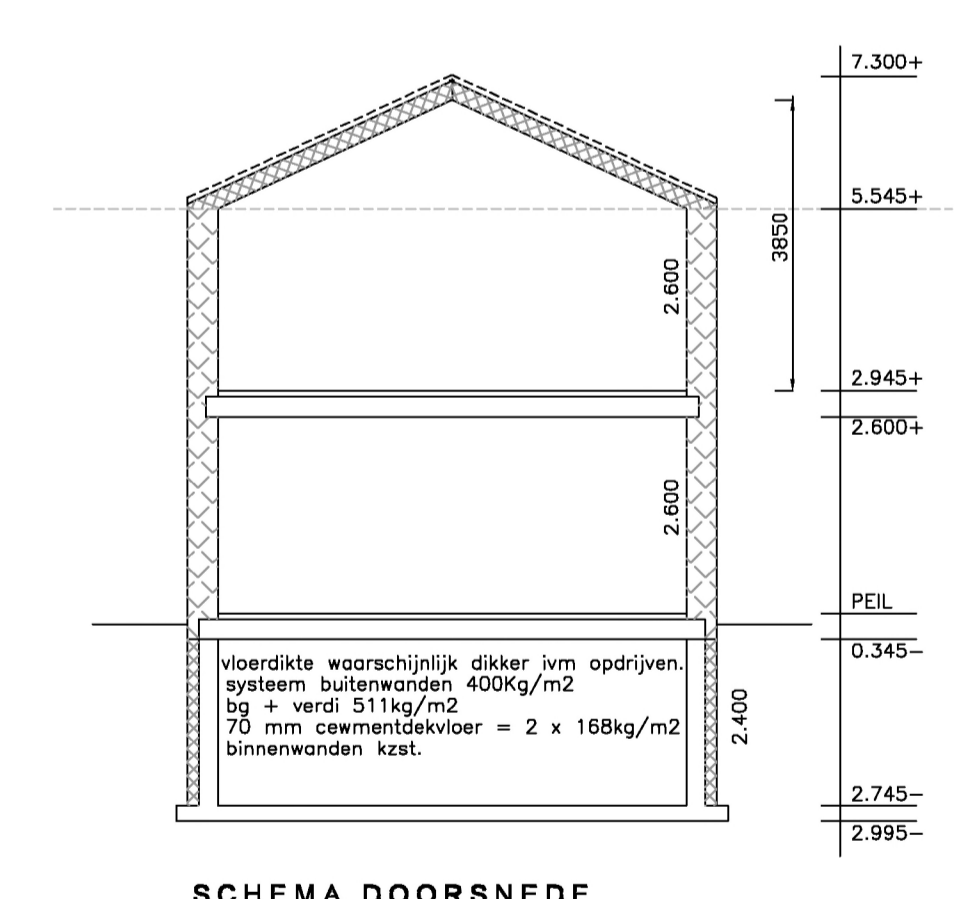 7.300+
5.545+
3850
2.600
2.945+
2.600+
2.600
PEIL
0.345-
vloerdikte waarschijnlijk dikker ivm opdrijven.
systeem buitenwanden 400Kg/m2
bg + verdi 511kg/m2
70 mm cewmentdekvloer = 2 x 168kg/m2
binnenwanden kzst.
2.400
2.745-
2.995-
SCHEMA DOORSNEDE